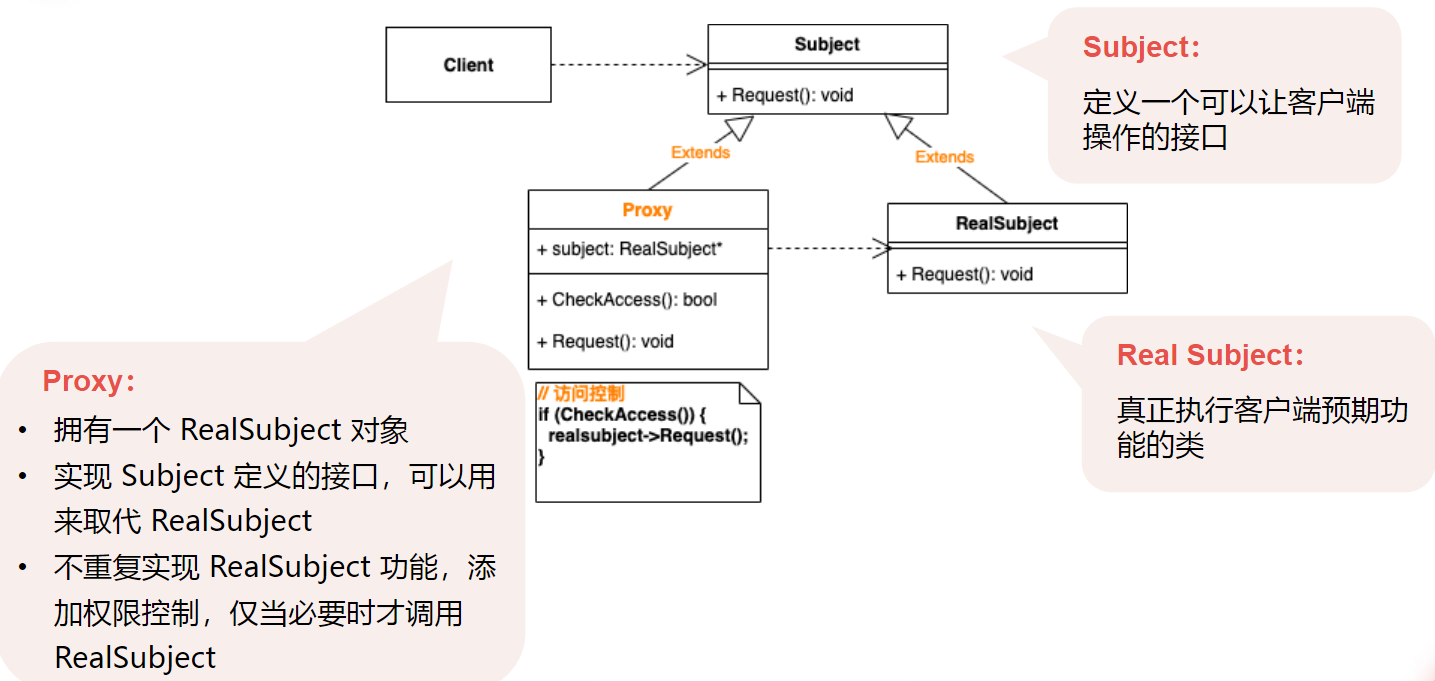 Client
Subject
+ Request(): void
Subject：
定义一个可以让客户端
操作的接口
Extends
Extends
Proxy
+ subject: RealSubject*
+ CheckAccess(): bool
+ Request(): void
RealSubject
+ Request(): void
// 访问控制
if (CheckAccess()) {
realsubject->Request();
}
Real Subject：
真正执行客户端预期功
能的类
Proxy：
• 拥有一个 RealSubject 对象
• 实现 Subject 定义的接口，可以用
来取代 RealSubject
• 不重复实现 RealSubject 功能，添
加权限控制，仅当必要时才调用
RealSubject